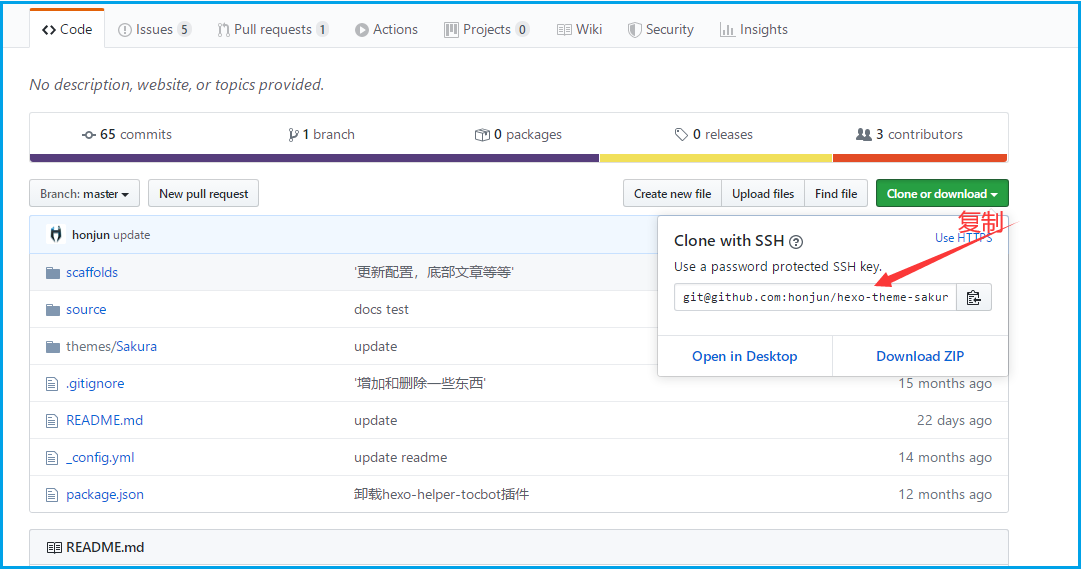 Code Issues 5 Pull requests 1 Actions Projects 0 Wiki Security Insights
No description, website, or topics provided.
65 commits 1 branch 0 packages 0 releases 3 contributors
Branch: master New pull request Create new file Upload files Find file Clone or download
复制
honjun update
Clone with SSH Use HTTPS
Use a password protected SSH key.
git@github.com:honjun/hexo-theme-sakur
Open in Desktop Download ZIP
scaffolds '更新配置，底部文章等等'
source docs test
themes/Sakura update
.gitignore '增加和删除一些东西' 15 months ago
README.md update 22 days ago
_config.yml update readme 14 months ago
package.json 卸载hexo-helper-tocbot插件 12 months ago
README.md